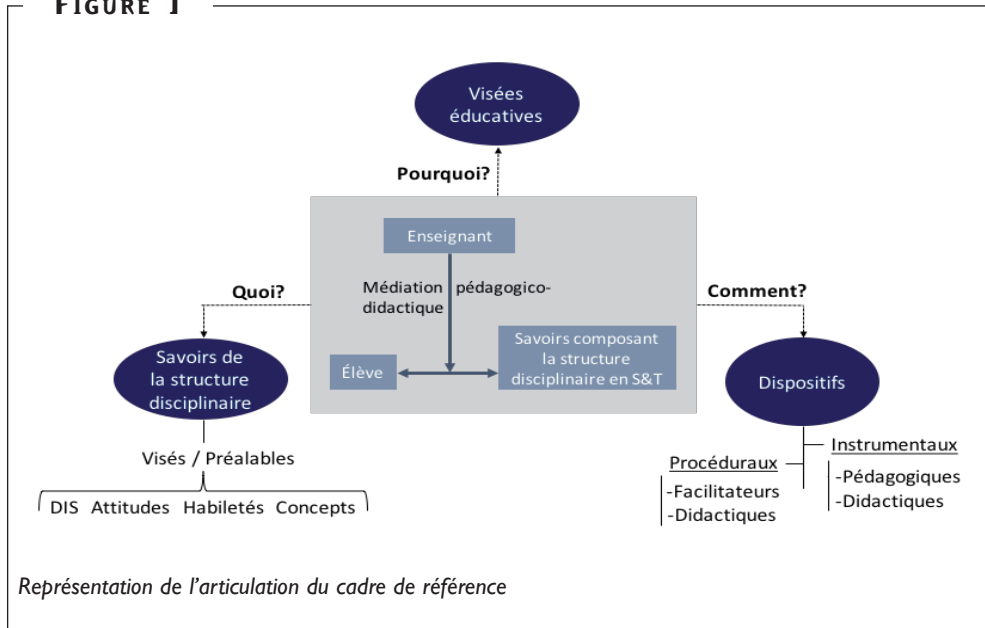 FIGURE 1
Visées
éducatives
Pourquoi?
Enseignant
Quoi?
Médiation pédagogico-
didactique
Comment?
Savoirs de
la structure
disciplinaire
Élève
Savoirs composant
la structure
disciplinaire en S&T
Dispositifs
Visés / Préalables
DIS Attitudes Habiletés Concepts
Procéduraux
-Facilitateurs
-Didactiques
Instrumentaux
-Pédagogiques
-Didactiques
Représentation de l’articulation du cadre de référence